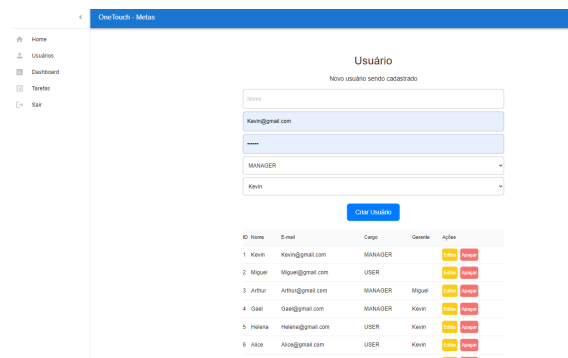 OneTouch - Metas
Home
Usuários
Dashboard
Tarefas
Sair
Usuário
Novo usuário sendo cadastrado
Nome
Kevin@gmail.com
••••••
MANAGER
Kevin
Criar Usuário
ID Nome E-mail Cargo Gerente Ações
1 Kevin Kevin@gmail.com MANAGER Editar Apagar
2 Miguel Miguel@gmail.com USER Editar Apagar
3 Arthur Arthur@gmail.com MANAGER Miguel Editar Apagar
4 Gael Gael@gmail.com MANAGER Kevin Editar Apagar
5 Helena Helena@gmail.com USER Kevin Editar Apagar
6 Alice Alice@gmail.com USER Kevin Editar Apagar